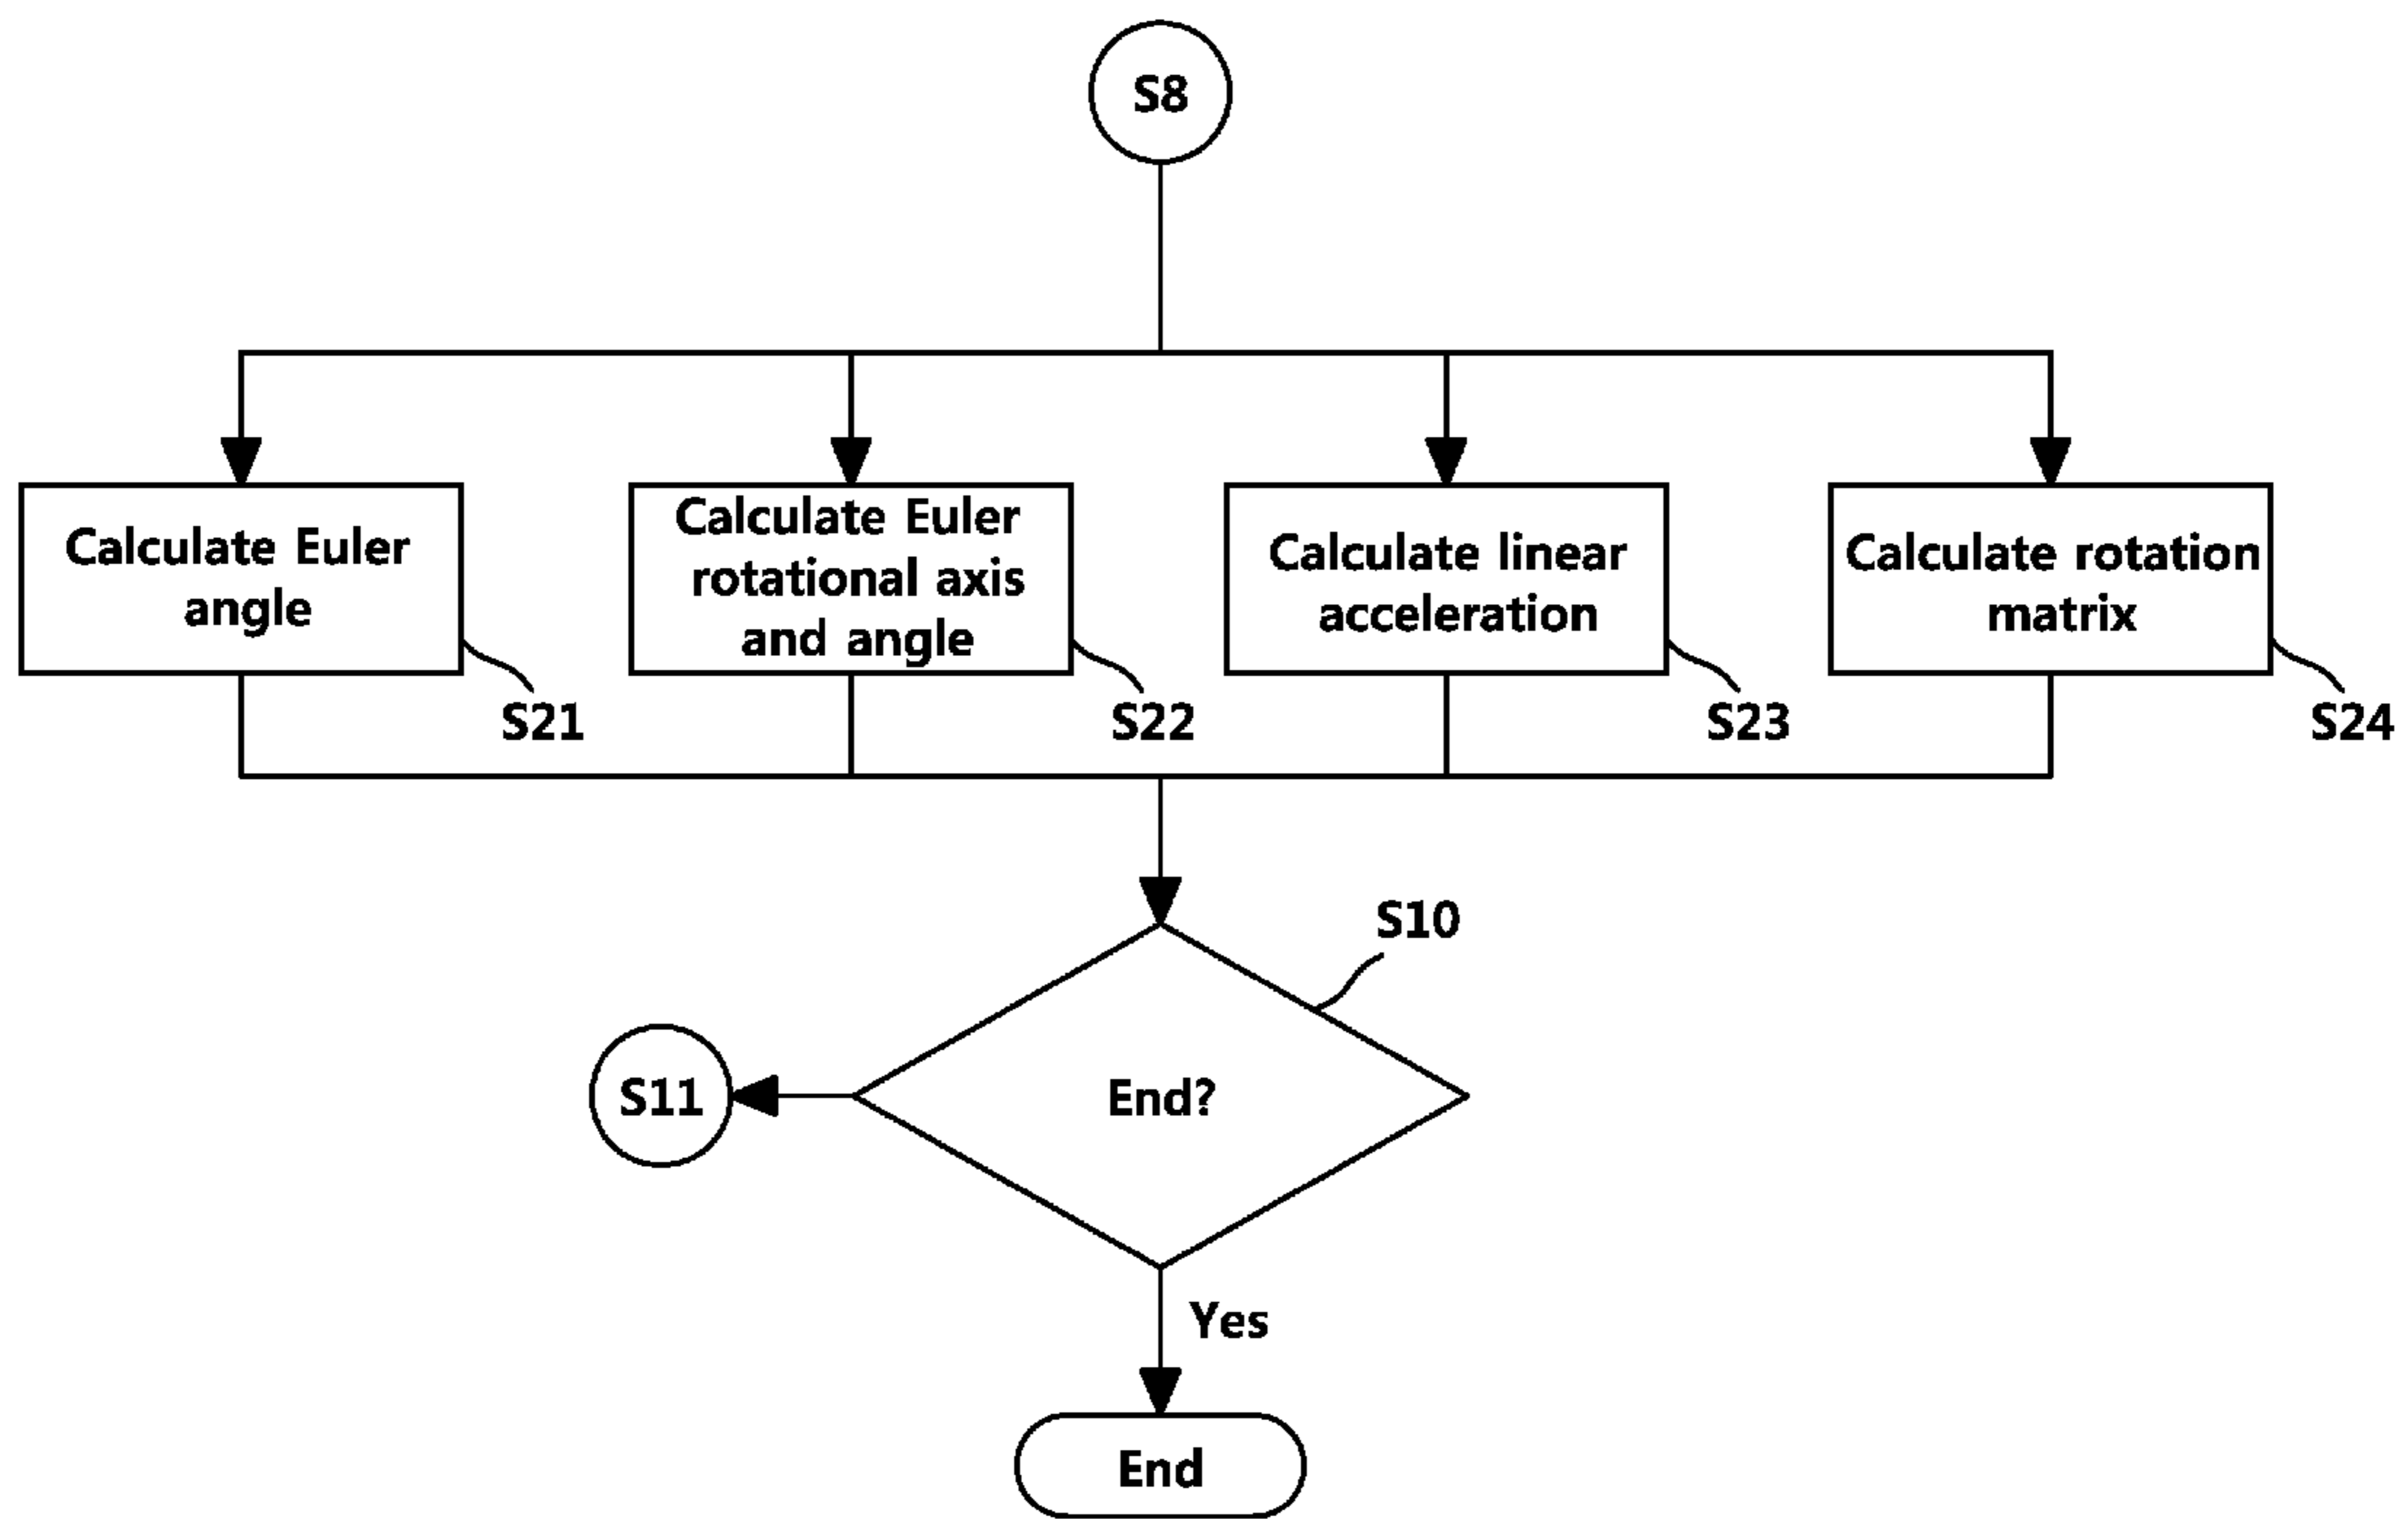 S8
Calculate Euler
angle
S21
Calculate Euler
rotational axis
and angle
S22
Calculate linear
acceleration
S23
Calculate rotation
matrix
S24
S10
End?
S11
Yes
End